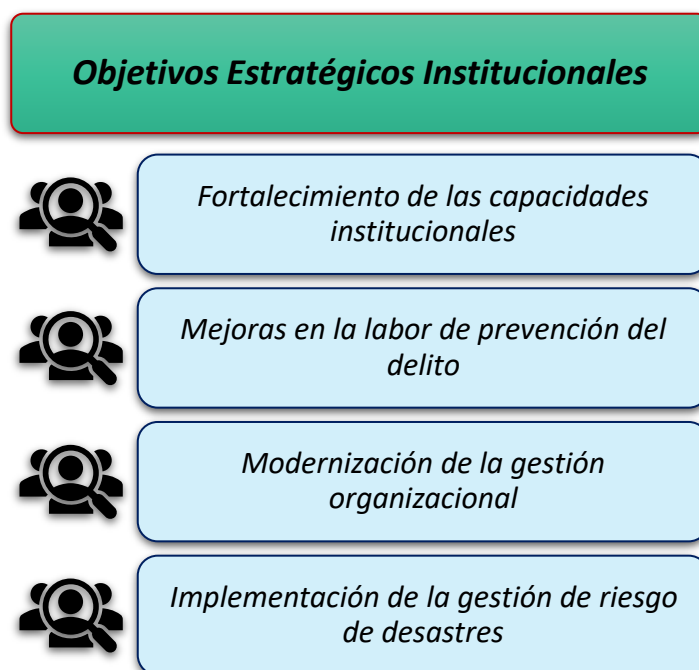 Objetivos Estratégicos Institucionales
Fortalecimiento de las capacidades
institucionales
Mejoras en la labor de prevención del
delito
Modernización de la gestión
organizacional
Implementación de la gestión de riesgo
de desastres